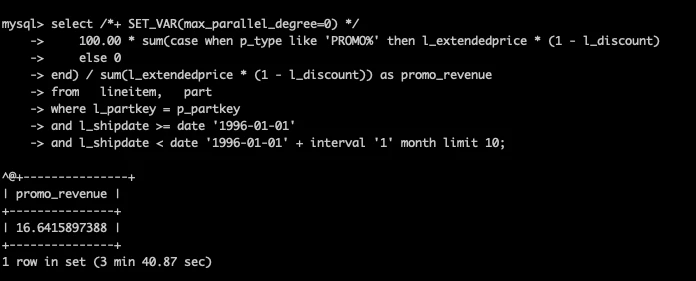 mysql> select /*+ SET_VAR(max_parallel_degree=0) */
    ->     100.00 * sum(case when p_type like 'PROMO%' then l_extendedprice * (1 - l_discount)
    ->     else 0
    -> end) / sum(l_extendedprice * (1 - l_discount)) as promo_revenue
    -> from   lineitem,   part
    -> where l_partkey = p_partkey
    -> and l_shipdate >= date '1996-01-01'
    -> and l_shipdate < date '1996-01-01' + interval '1' month limit 10;
^@+---------------+
| promo_revenue |
+---------------+
| 16.6415897388 |
+---------------+
1 row in set (3 min 40.87 sec)